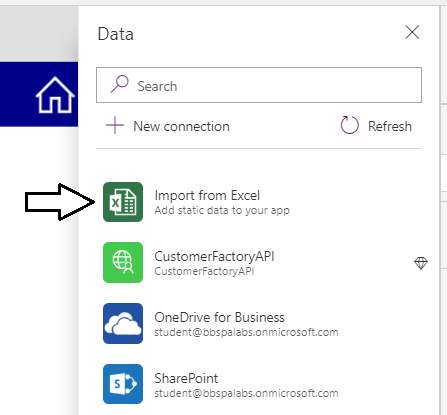 Data
Search
New connection
Refresh
Import from Excel
Add static data to your app
CustomerFactoryAPI
CustomerFactoryAPI
OneDrive for Business
student@bbspalabs.onmicrosoft.com
SharePoint
student@bbspalabs.onmicrosoft.com